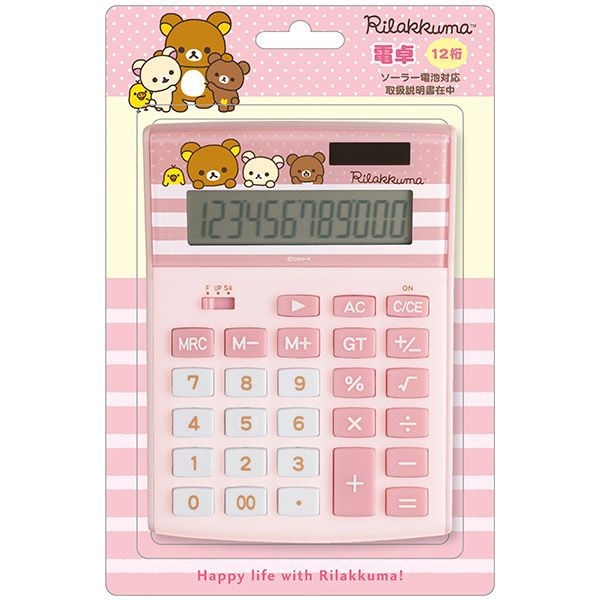 Rilakkuma™
電卓 12桁
ソーラー電池対応
取扱説明書在中
Rilakkuma™
123456789000
©SAN-X
F UP 5/4
ON
▶ AC C/CE
MRC M− M+ GT +/−
7 8 9 % √
4 5 6 × ÷
1 2 3 + −
0 00 · =
Happy life with Rilakkuma!